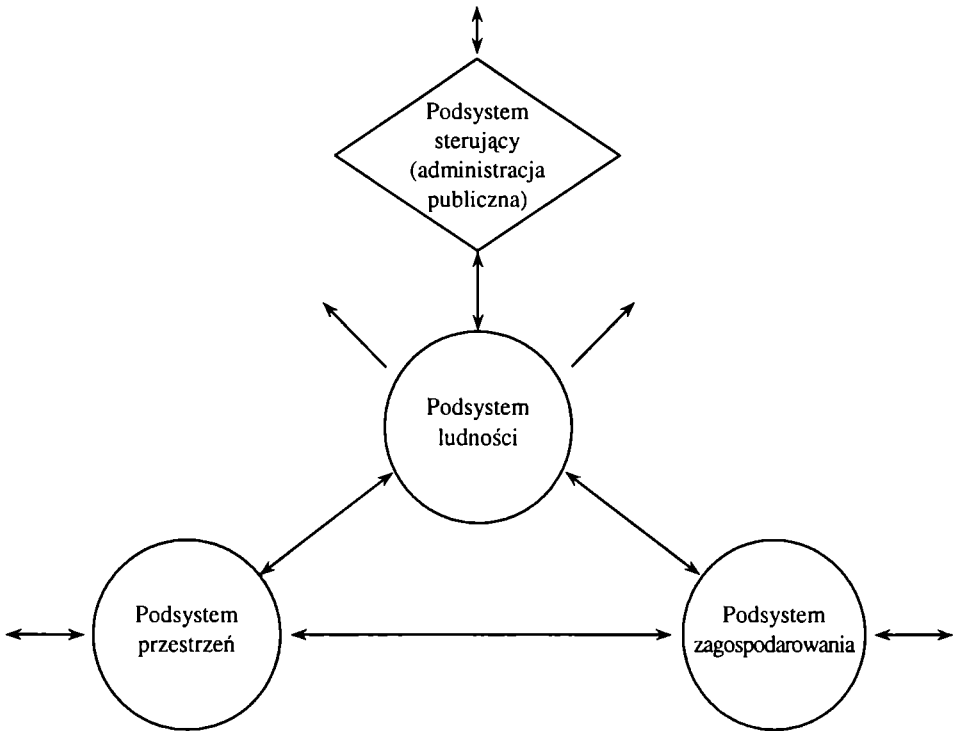 Podsystem
sterujący
(administracja
publiczna)
Podsystem
ludności
Podsystem
przestrzeń
Podsystem
zagospodarowania